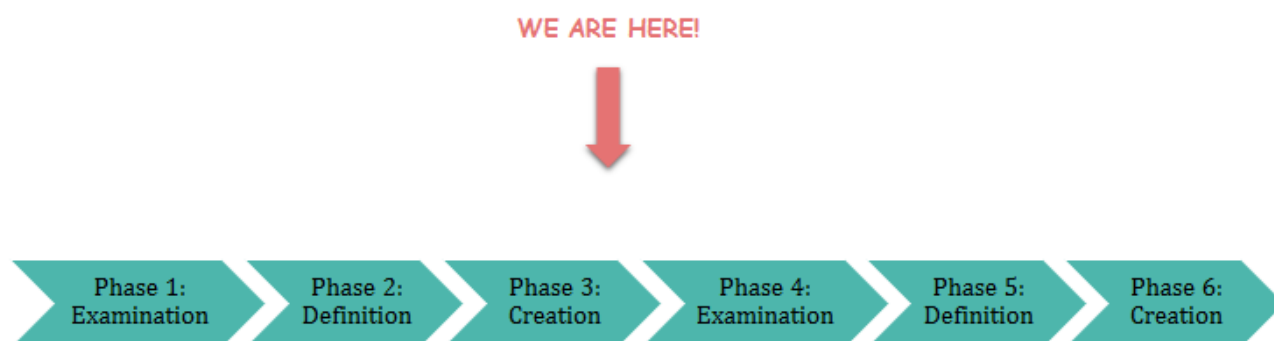 WE ARE HERE!
Phase 1:
Examination
Phase 2:
Definition
Phase 3:
Creation
Phase 4:
Examination
Phase 5:
Definition
Phase 6:
Creation